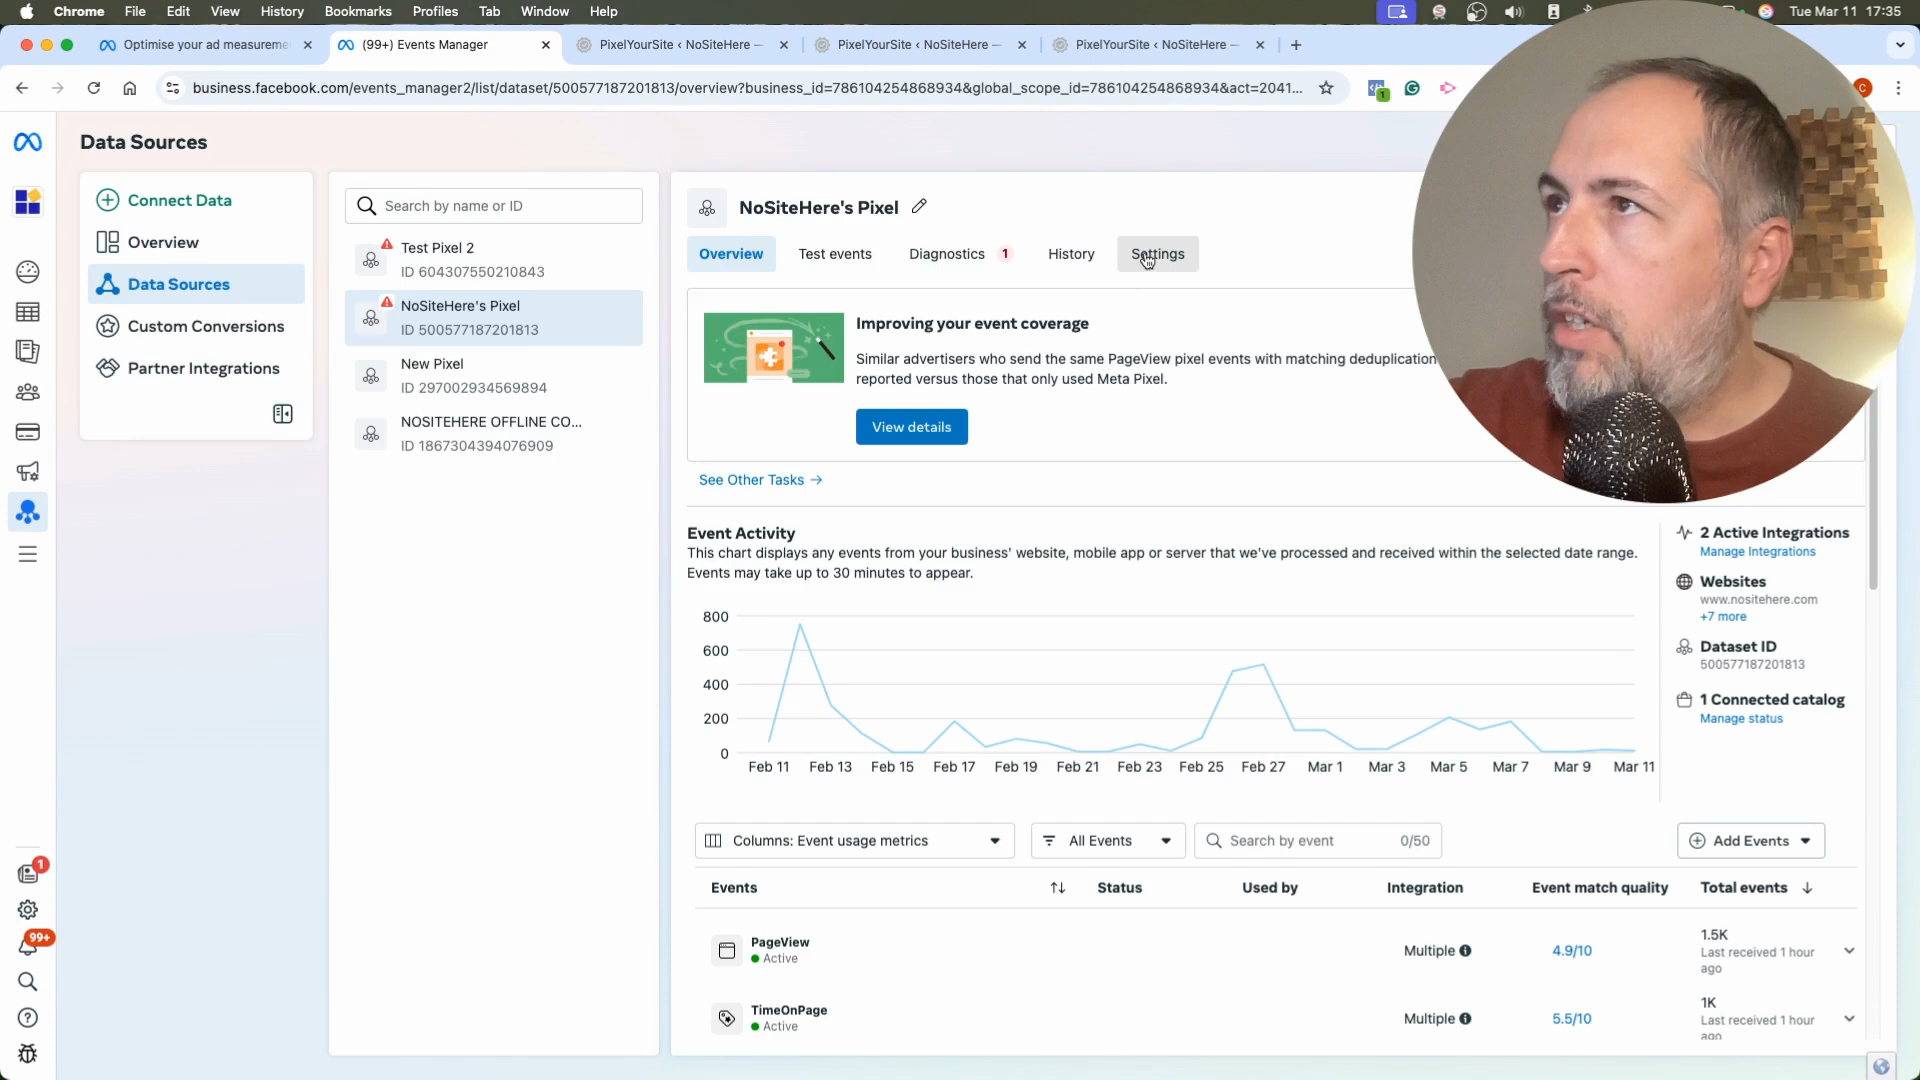 Chrome File Edit View History Bookmarks Profiles Tab Window Help
Tue Mar 11 17:35
Optimise your ad measureme
(99+) Events Manager
PixelYourSite ‹ NoSiteHere —
PixelYourSite ‹ NoSiteHere —
PixelYourSite ‹ NoSiteHere —
business.facebook.com/events_manager2/list/dataset/500577187201813/overview?business_id=786104254868934&global_scope_id=786104254868934&act=2041...
1
C
Data Sources
Connect Data
Overview
Data Sources
Custom Conversions
Partner Integrations
Search by name or ID
Test Pixel 2
ID 604307550210843
NoSiteHere's Pixel
ID 500577187201813
New Pixel
ID 297002934569894
NOSITEHERE OFFLINE CO...
ID 1867304394076909
NoSiteHere's Pixel
Overview Test events Diagnostics 1 History Settings
Improving your event coverage
Similar advertisers who send the same PageView pixel events with matching deduplication
reported versus those that only used Meta Pixel.
View details
See Other Tasks
Event Activity
This chart displays any events from your business' website, mobile app or server that we've processed and received within the selected date range.
Events may take up to 30 minutes to appear.
800
600
400
200
0
Feb 11 Feb 13 Feb 15 Feb 17 Feb 19 Feb 21 Feb 23 Feb 25 Feb 27 Mar 1 Mar 3 Mar 5 Mar 7 Mar 9 Mar 11
2 Active Integrations
Manage Integrations
Websites
www.nositehere.com
+7 more
Dataset ID
500577187201813
1 Connected catalog
Manage status
Columns: Event usage metrics
All Events
Search by event 0/50
Add Events
Events Status Used by Integration Event match quality Total events
PageView
Active
Multiple
4.9/10
1.5K
Last received 1 hour
ago
TimeOnPage
Active
Multiple
5.5/10
1K
Last received 1 hour
ago
1
99+